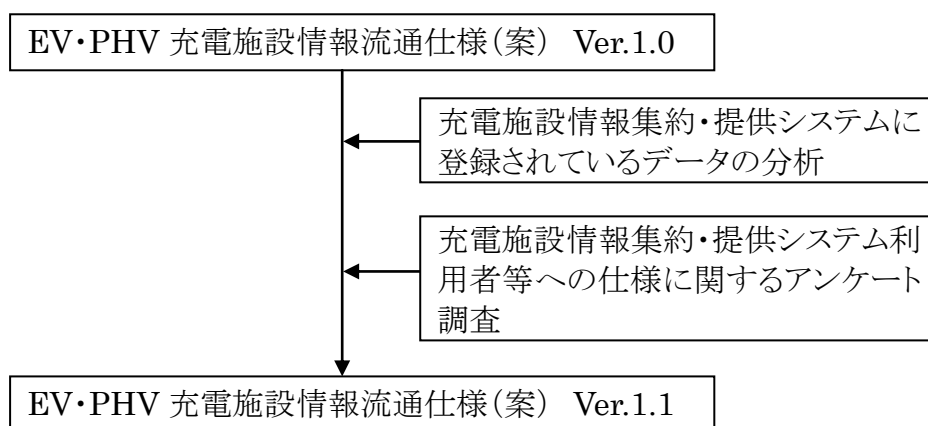 EV・PHV 充電施設情報流通仕様（案） Ver.1.0
充電施設情報集約・提供システムに
登録されているデータの分析
充電施設情報集約・提供システム利
用者等への仕様に関するアンケート
調査
EV・PHV 充電施設情報流通仕様（案） Ver.1.1